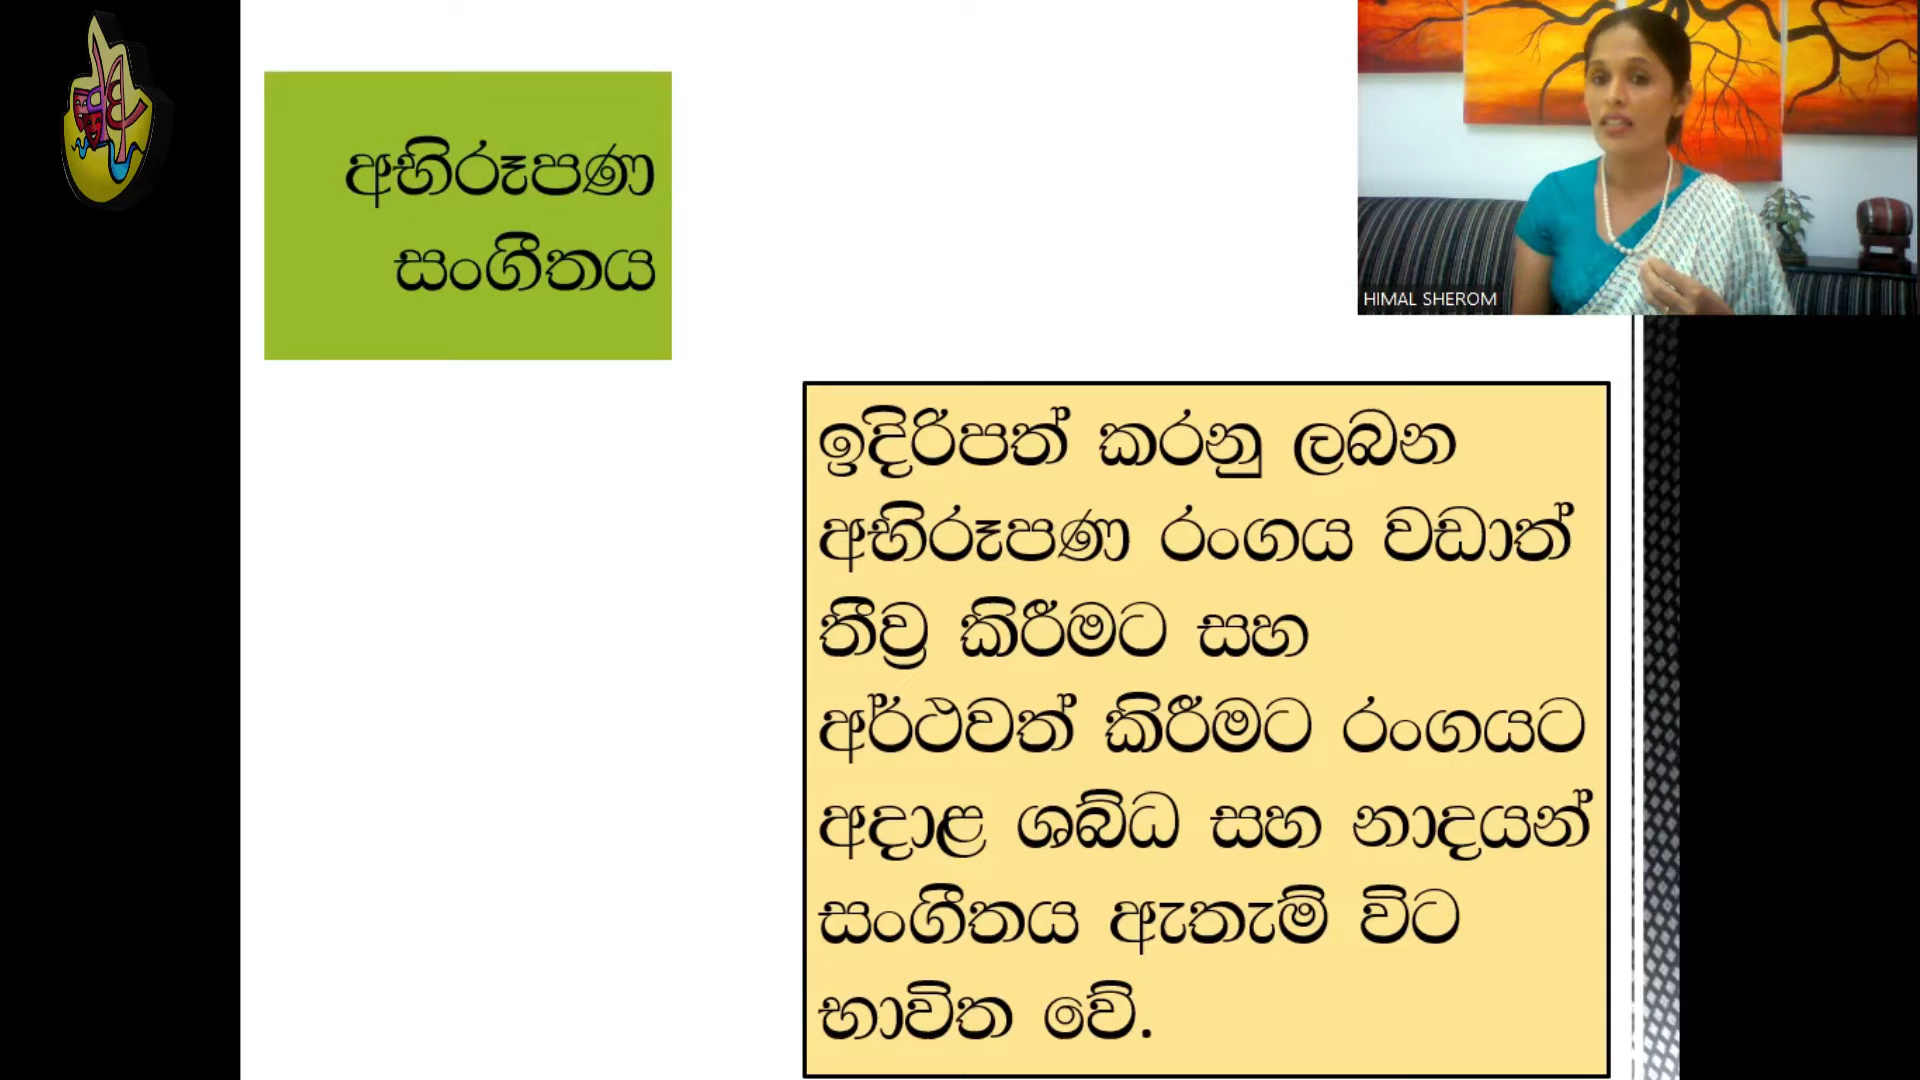 අභිරූපණ
සංගීතය
HIMAL SHEROM
ඉදිරිපත් කරනු ලබන
අභිරූපණ රංගය වඩාත්
තීව්‍ර කිරීමට සහ
අර්ථවත් කිරීමට රංගයට
අදාළ ශබ්ධ සහ නාදයන්
සංගීතය ඇතැම් විට
භාවිත වේ.